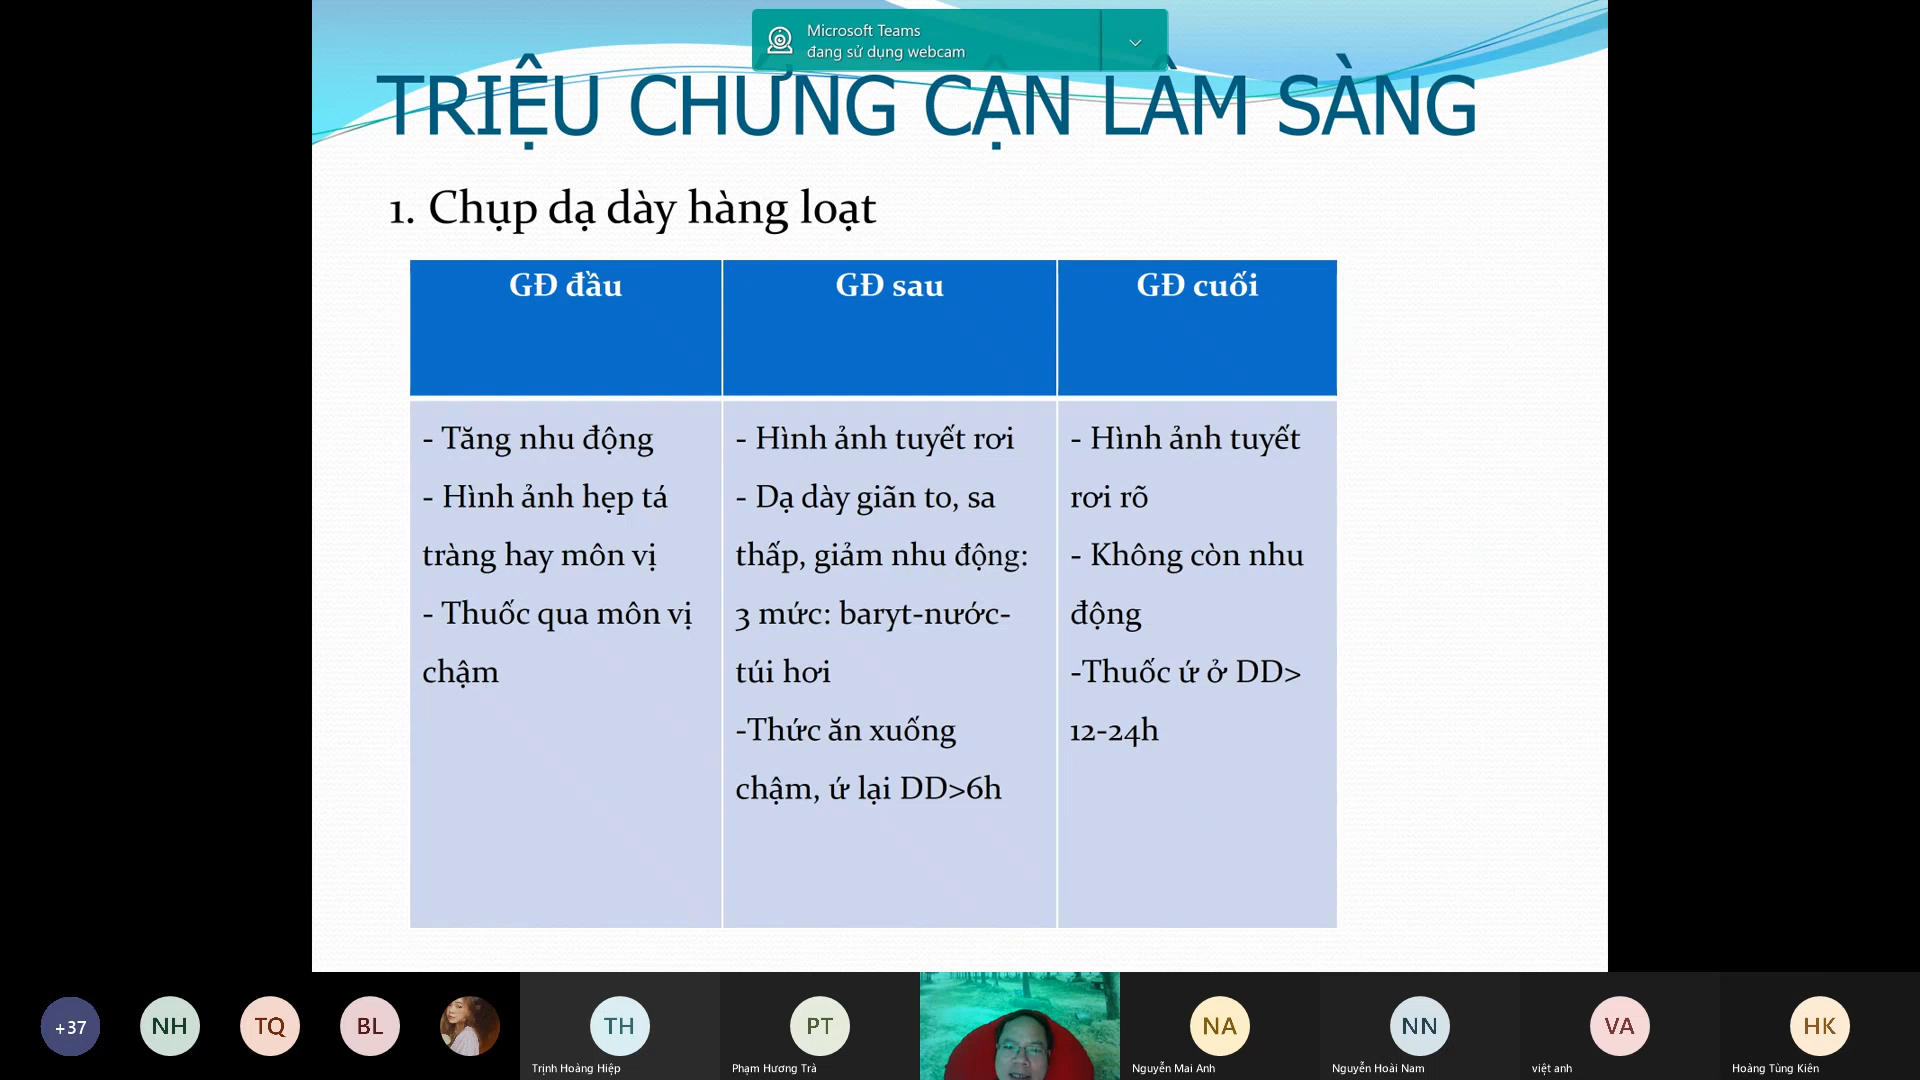 Microsoft Teams
đang sử dụng webcam
TRIỆU CHỨNG CẬN LÂM SÀNG
1. Chụp dạ dày hàng loạt
GĐ đầu
- Tăng nhu động
- Hình ảnh hẹp tá
tràng hay môn vị
- Thuốc qua môn vị
chậm
GĐ sau
- Hình ảnh tuyết rơi
- Dạ dày giãn to, sa
thấp, giảm nhu động:
3 mức: baryt-nước-
túi hơi
-Thức ăn xuống
chậm, ứ lại DD>6h
GĐ cuối
- Hình ảnh tuyết
rơi rõ
- Không còn nhu
động
-Thuốc ứ ở DD>
12-24h
+37
NH
TQ
BL
TH
Trịnh Hoàng Hiệp
PT
Phạm Hương Trà
NA
Nguyễn Mai Anh
NN
Nguyễn Hoài Nam
VA
việt anh
HK
Hoàng Tùng Kiên